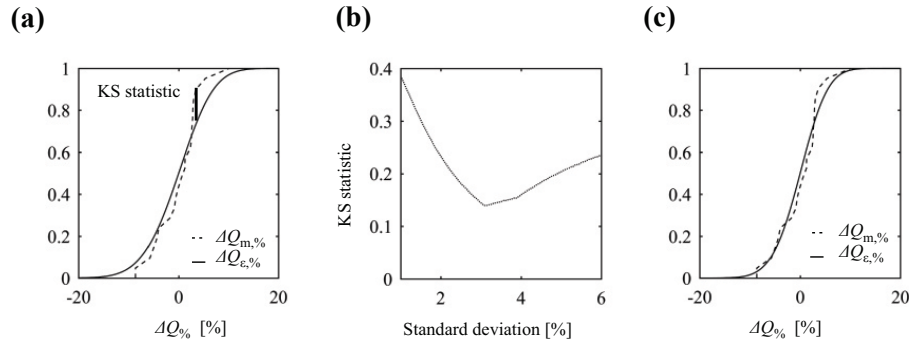 (a)
1
0.8
0.6
0.4
0.2
0
-20
0
20
KS statistic
ΔQm,%
ΔQε,%
ΔQ% [%]
(b)
0.4
0.3
0.2
0.1
0
2
4
6
KS statistic
Standard deviation [%]
(c)
1
0.8
0.6
0.4
0.2
0
-20
0
20
ΔQm,%
ΔQε,%
ΔQ% [%]